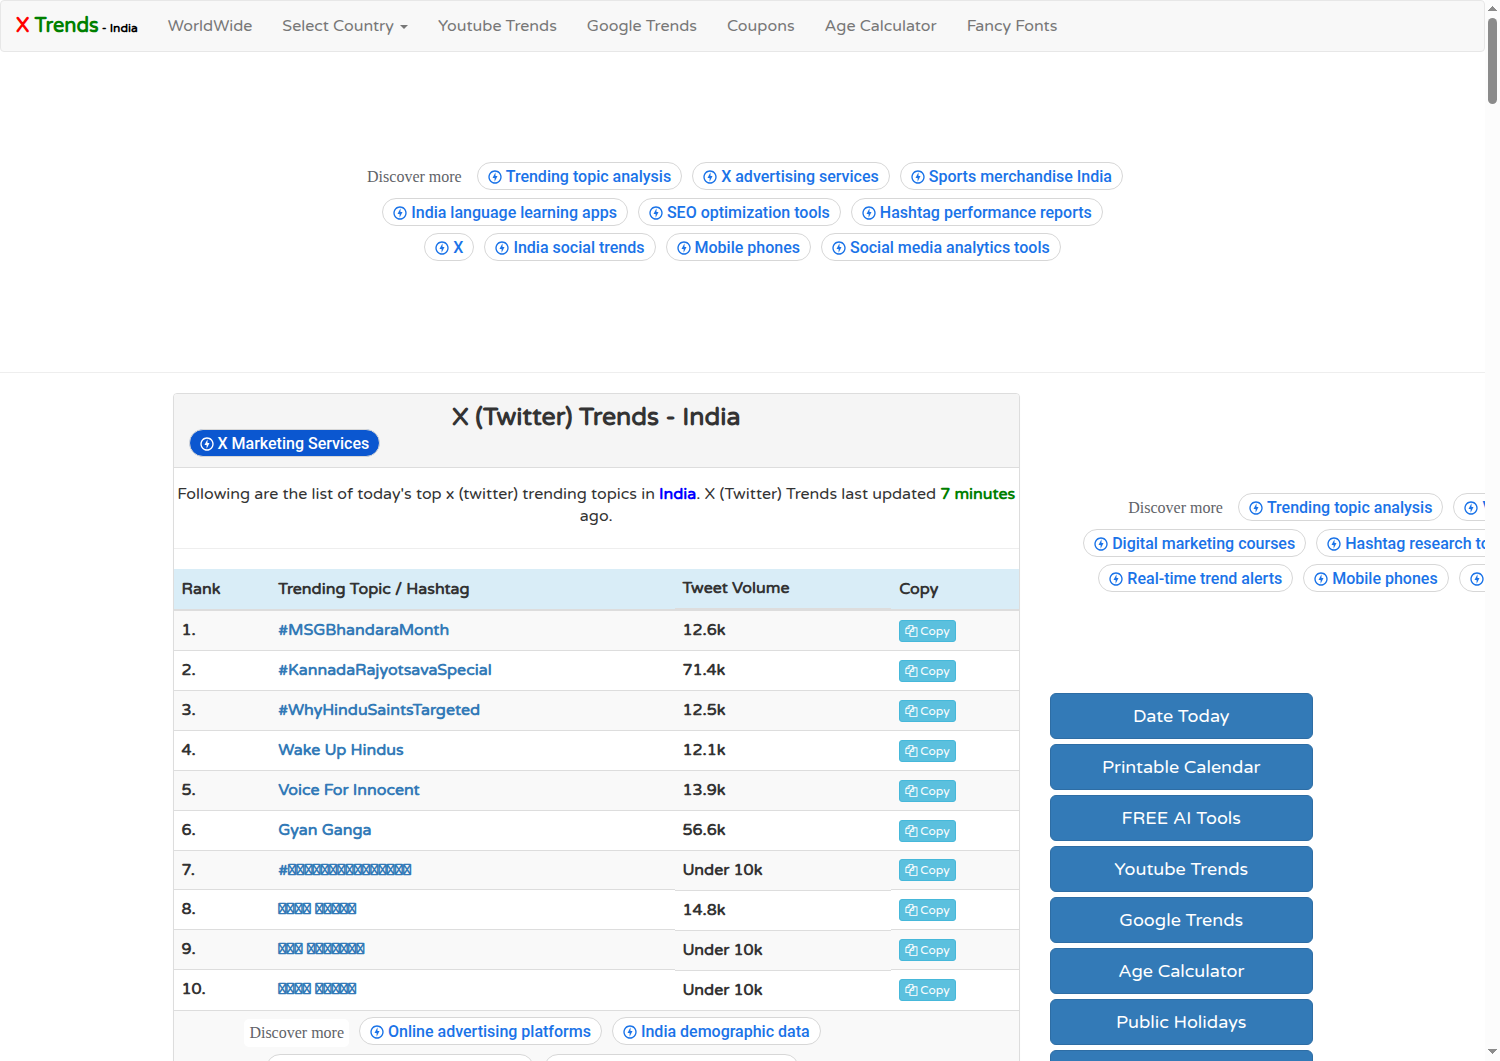 X Trends - India WorldWide Select Country Youtube Trends Google Trends Coupons Age Calculator Fancy Fonts
Discover more Trending topic analysis X advertising services Sports merchandise India
India language learning apps SEO optimization tools Hashtag performance reports
X India social trends Mobile phones Social media analytics tools
X (Twitter) Trends - India
X Marketing Services
Following are the list of today's top x (twitter) trending topics in India. X (Twitter) Trends last updated 7 minutes
ago.
Rank Trending Topic / Hashtag Tweet Volume Copy
1. #MSGBhandaraMonth 12.6k Copy
2. #KannadaRajyotsavaSpecial 71.4k Copy
3. #WhyHinduSaintsTargeted 12.5k Copy
4. Wake Up Hindus 12.1k Copy
5. Voice For Innocent 13.9k Copy
6. Gyan Ganga 56.6k Copy
7. # Under 10k Copy
8. 14.8k Copy
9. Under 10k Copy
10. Under 10k Copy
Discover more Online advertising platforms India demographic data
Discover more Trending topic analysis
Digital marketing courses Hashtag research
Real-time trend alerts Mobile phones
Date Today
Printable Calendar
FREE AI Tools
Youtube Trends
Google Trends
Age Calculator
Public Holidays